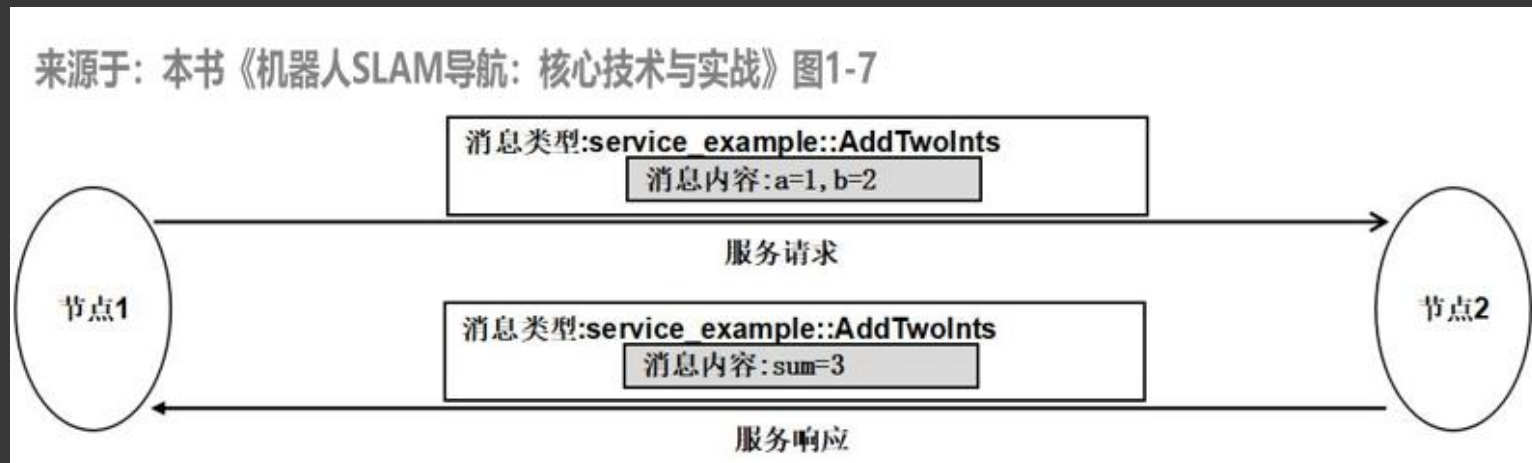 来源于：本书《机器人SLAM导航：核心技术与实战》图1-7
消息类型:service_example::AddTwoInts
消息内容:a=1,b=2
服务请求
节点1
节点2
消息类型:service_example::AddTwoInts
消息内容:sum=3
服务响应